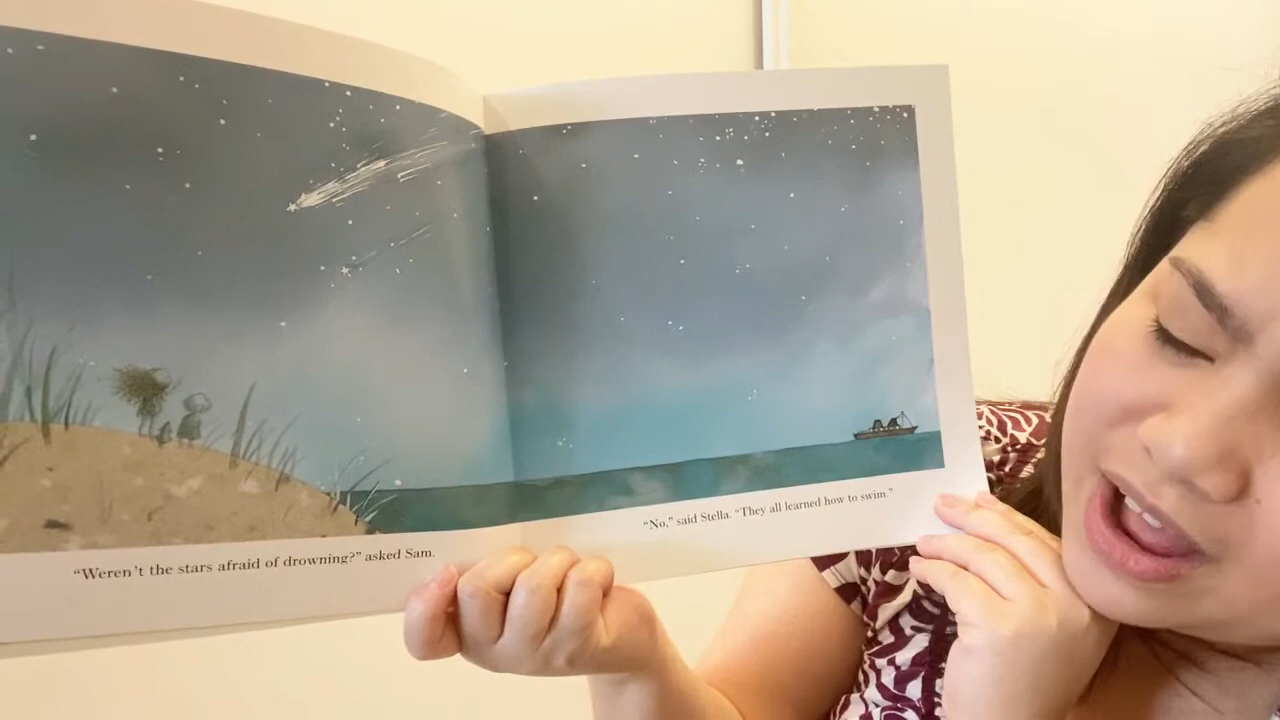 “Weren’t the stars afraid of drowning?” asked Sam.
“No,” said Stella. “They all learned how to swim.”